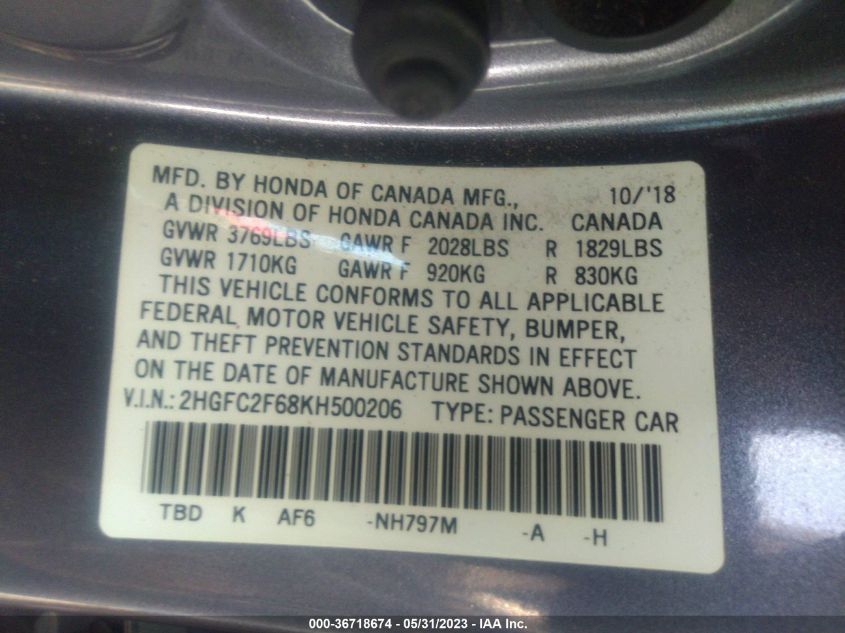 MFD. BY HONDA OF CANADA MFG., 10/'18
A DIVISION OF HONDA CANADA INC. CANADA
GVWR 3769LBS GAWR F 2028LBS R 1829LBS
GVWR 1710KG GAWR F 920KG R 830KG
THIS VEHICLE CONFORMS TO ALL APPLICABLE
FEDERAL MOTOR VEHICLE SAFETY, BUMPER,
AND THEFT PREVENTION STANDARDS IN EFFECT
ON THE DATE OF MANUFACTURE SHOWN ABOVE.
V.I.N.: 2HGFC2F68KH500206 TYPE: PASSENGER CAR
TBD K AF6 -NH797M -A -H
000-36718674 - 05/31/2023 - IAA Inc.